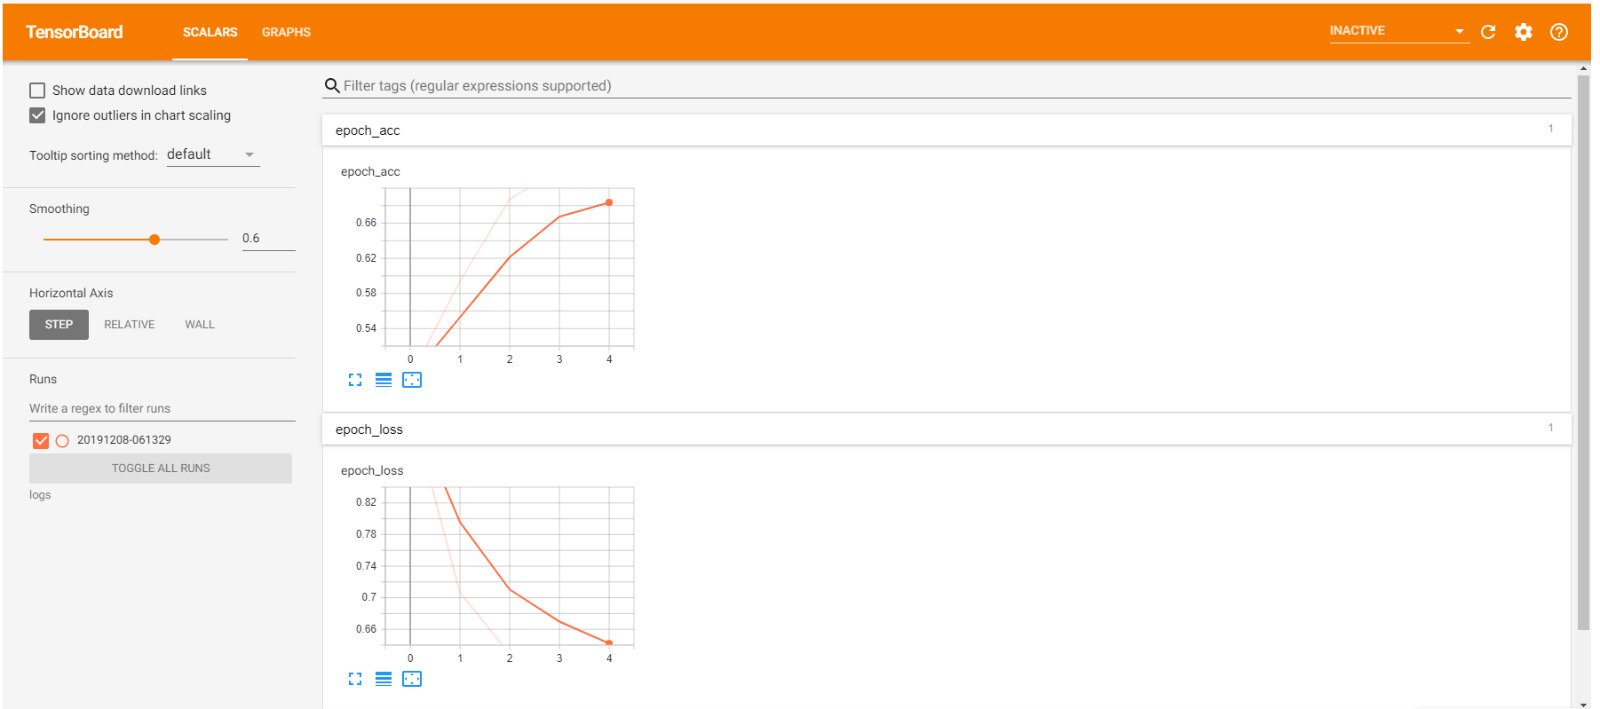 TensorBoard SCALARS GRAPHS INACTIVE
Show data download links
Ignore outliers in chart scaling
Tooltip sorting method: default
Smoothing
0.6
Horizontal Axis
STEP RELATIVE WALL
Runs
Write a regex to filter runs
20191208-061329
TOGGLE ALL RUNS
logs
Filter tags (regular expressions supported)
epoch_acc 1
epoch_acc
0.66
0.62
0.58
0.54
0 1 2 3 4
epoch_loss 1
epoch_loss
0.82
0.78
0.74
0.7
0.66
0 1 2 3 4